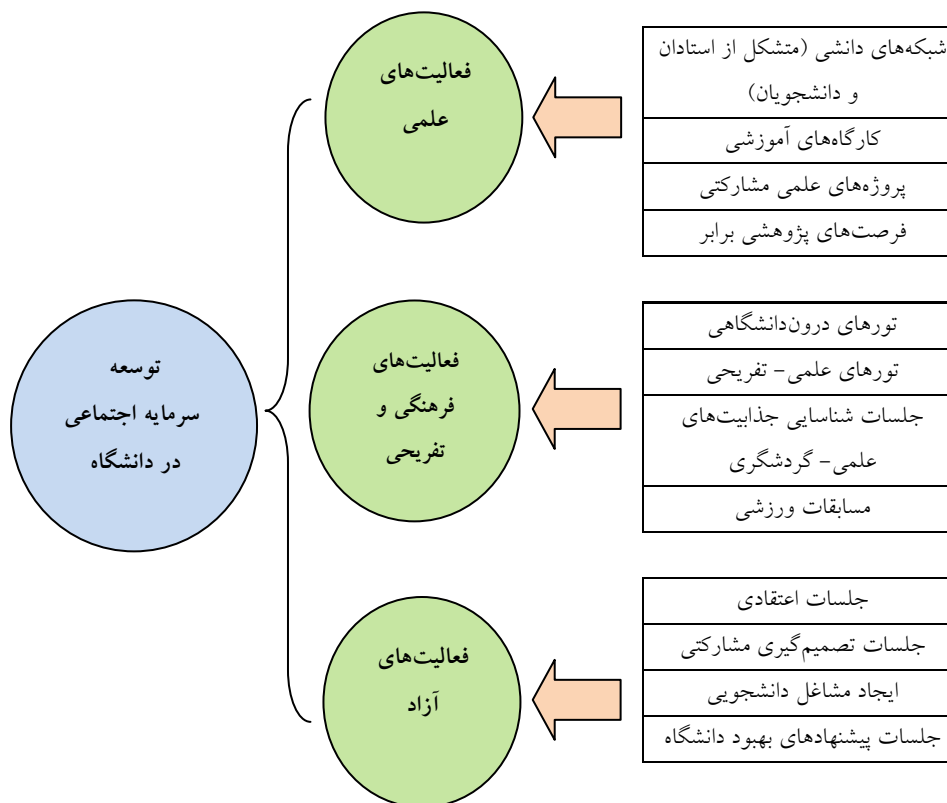 شبکه‌های دانشی (متشکل از استادان
و دانشجویان)
کارگاه‌های آموزشی
پروژه‌های علمی مشارکتی
فرصت‌های پژوهشی برابر
فعالیت‌های
علمی
تورهای درون‌دانشگاهی
تورهای علمی- تفریحی
جلسات شناسایی جذابیت‌های
علمی- گردشگری
مسابقات ورزشی
فعالیت‌های
فرهنگی و
تفریحی
توسعه
سرمایه اجتماعی
در دانشگاه
جلسات اعتقادی
جلسات تصمیم‌گیری مشارکتی
ایجاد مشاغل دانشجویی
جلسات پیشنهادهای بهبود دانشگاه
فعالیت‌های
آزاد